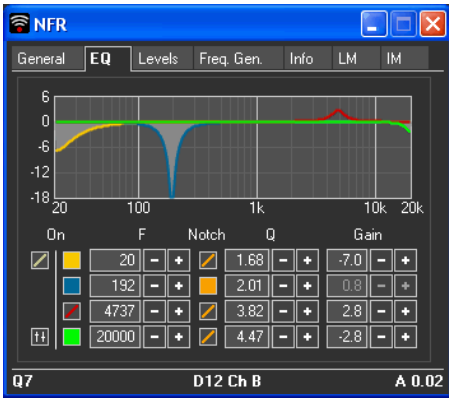 NFR
General EQ Levels Freq. Gen. Info LM IM
6
0
-6
-12
-18
20 100 1k 10k 20k
On F Notch Q Gain
20 - + 1.68 - + -7.0 - +
192 - + 2.01 - + 0.8 - +
4737 - + 3.82 - + 2.8 - +
20000 - + 4.47 - + -2.8 - +
Q7 D12 Ch B A 0.02